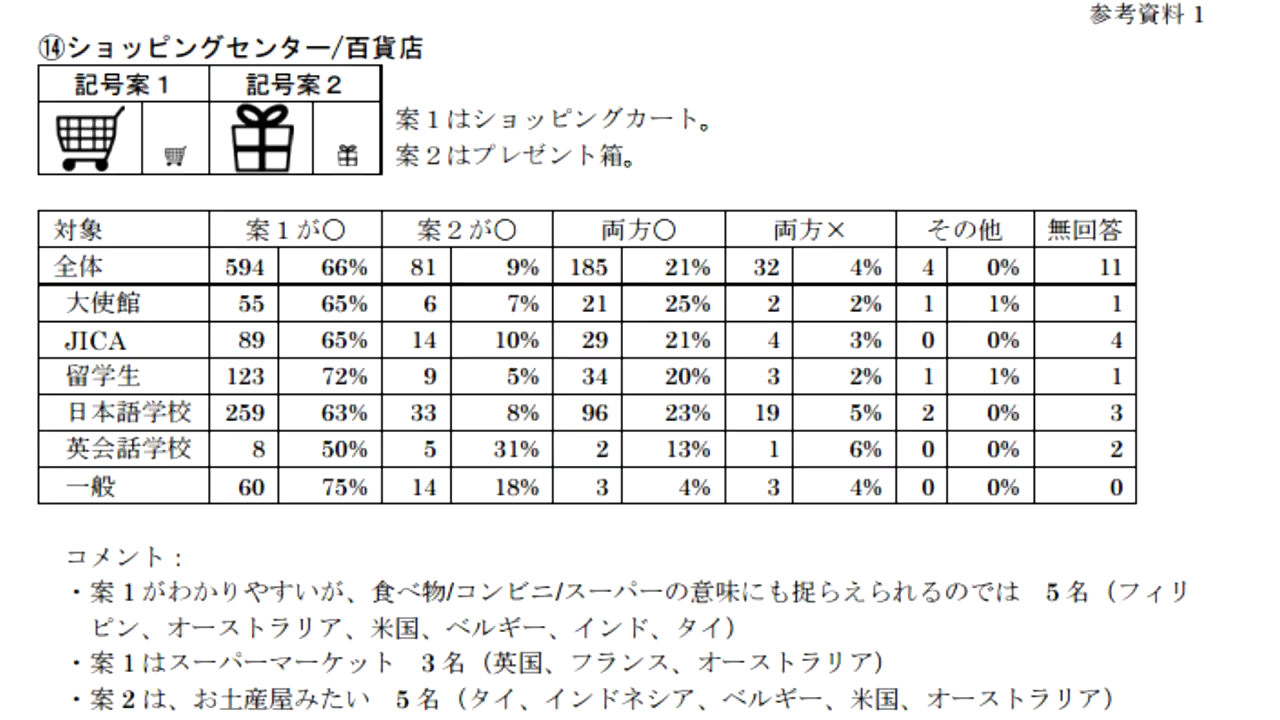 参考資料 1
⑭ショッピングセンター/百貨店
記号案1 記号案2
案1はショッピングカート。
案2はプレゼント箱。
対象 案1が〇 案2が〇 両方〇 両方× その他 無回答
全体 594 66% 81 9% 185 21% 32 4% 4 0% 11
大使館 55 65% 6 7% 21 25% 2 2% 1 1% 1
JICA 89 65% 14 10% 29 21% 4 3% 0 0% 4
留学生 123 72% 9 5% 34 20% 3 2% 1 1% 1
日本語学校 259 63% 33 8% 96 23% 19 5% 2 0% 3
英会話学校 8 50% 5 31% 2 13% 1 6% 0 0% 2
一般 60 75% 14 18% 3 4% 3 4% 0 0% 0
コメント：
・案1がわかりやすいが、食べ物/コンビニ/スーパーの意味にも捉らえられるのでは 5名（フィリ
ピン、オーストラリア、米国、ベルギー、インド、タイ）
・案1はスーパーマーケット 3名（英国、フランス、オーストラリア）
・案2は、お土産屋みたい 5名（タイ、インドネシア、ベルギー、米国、オーストラリア）